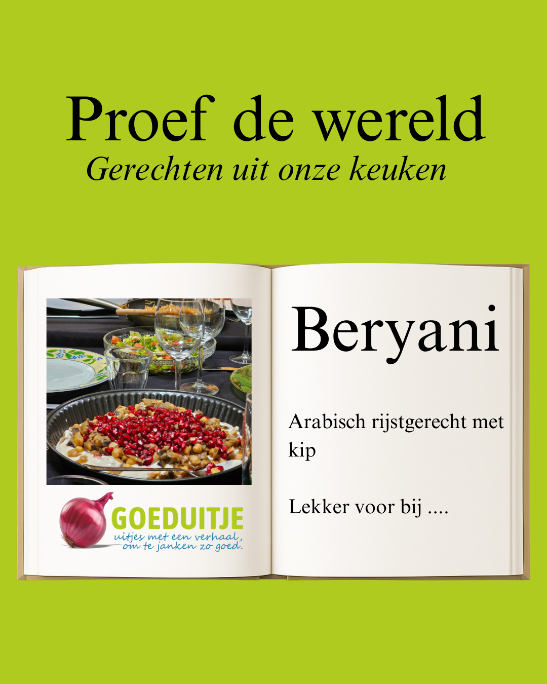 Proef de wereld
Gerechten uit onze keuken
Beryani
Arabisch rijstgerecht met
kip
Lekker voor bij ....
GOEDUITJE
uitjes met een verhaal,
om te janken zo goed.